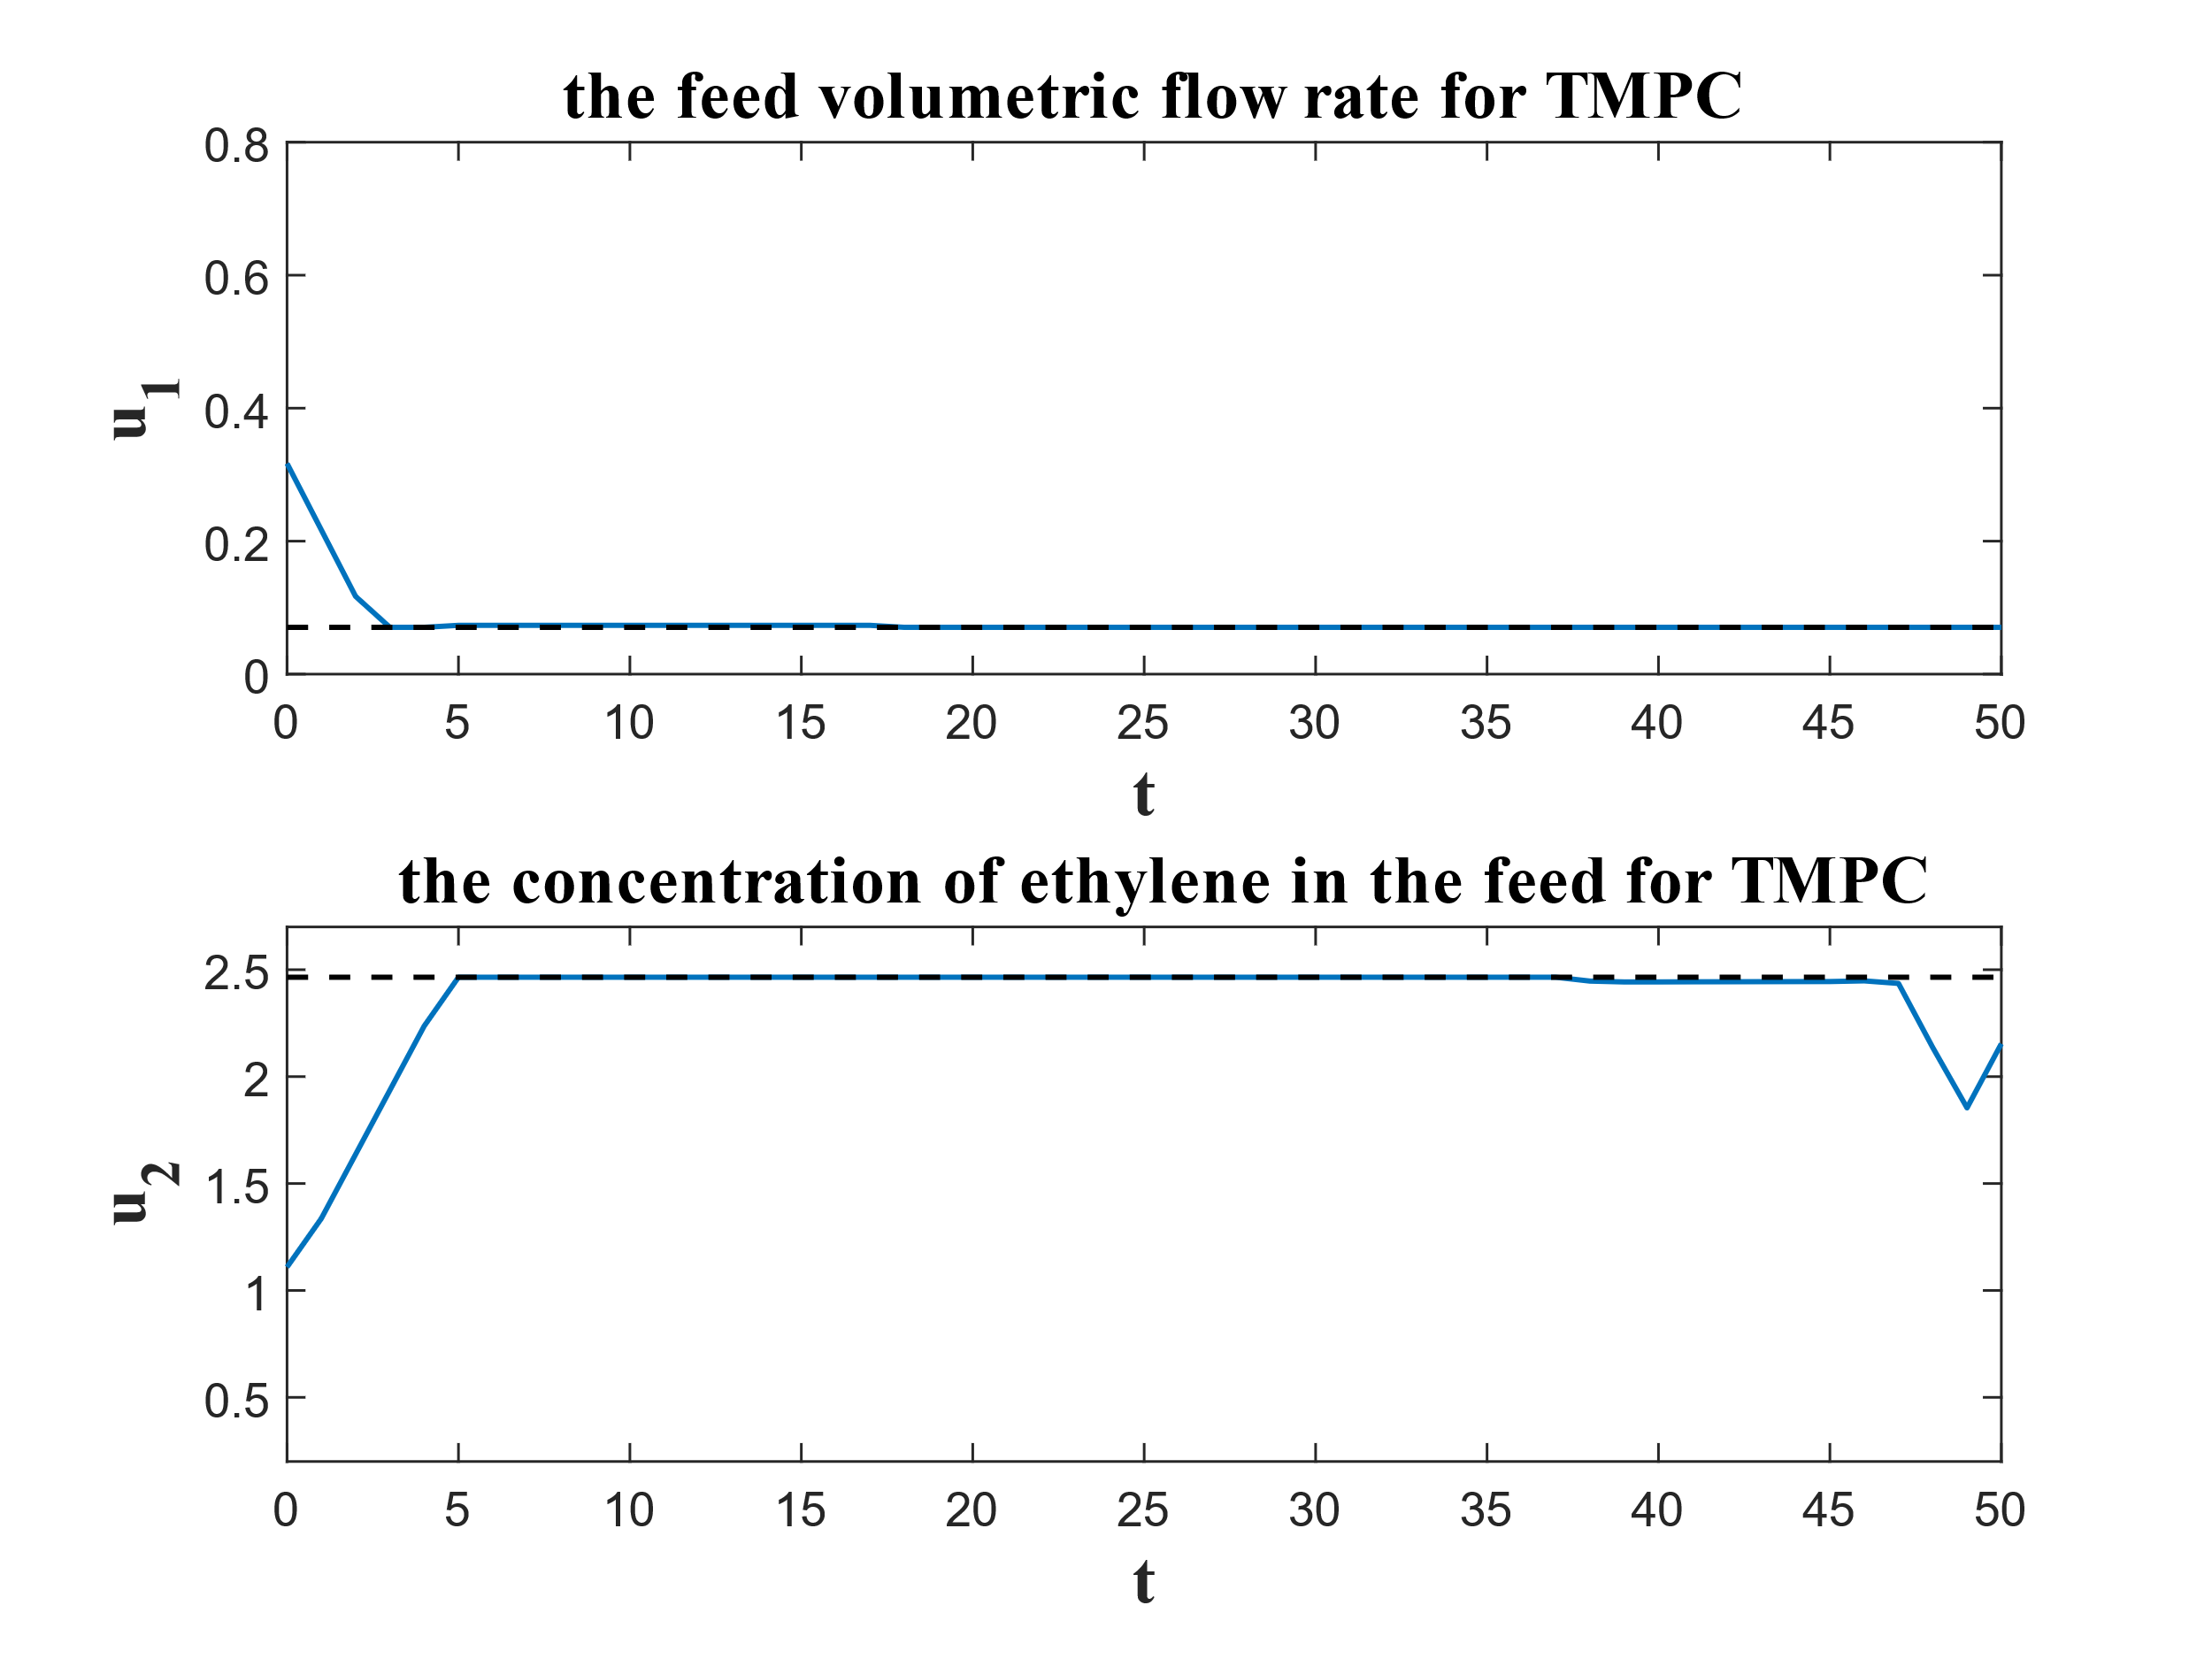 the feed volumetric flow rate for TMPC
0.8
0.6
0.4
0.2
0
u1
0 5 10 15 20 25 30 35 40 45 50
t
the concentration of ethylene in the feed for TMPC
2.5
2
1.5
1
0.5
u2
0 5 10 15 20 25 30 35 40 45 50
t